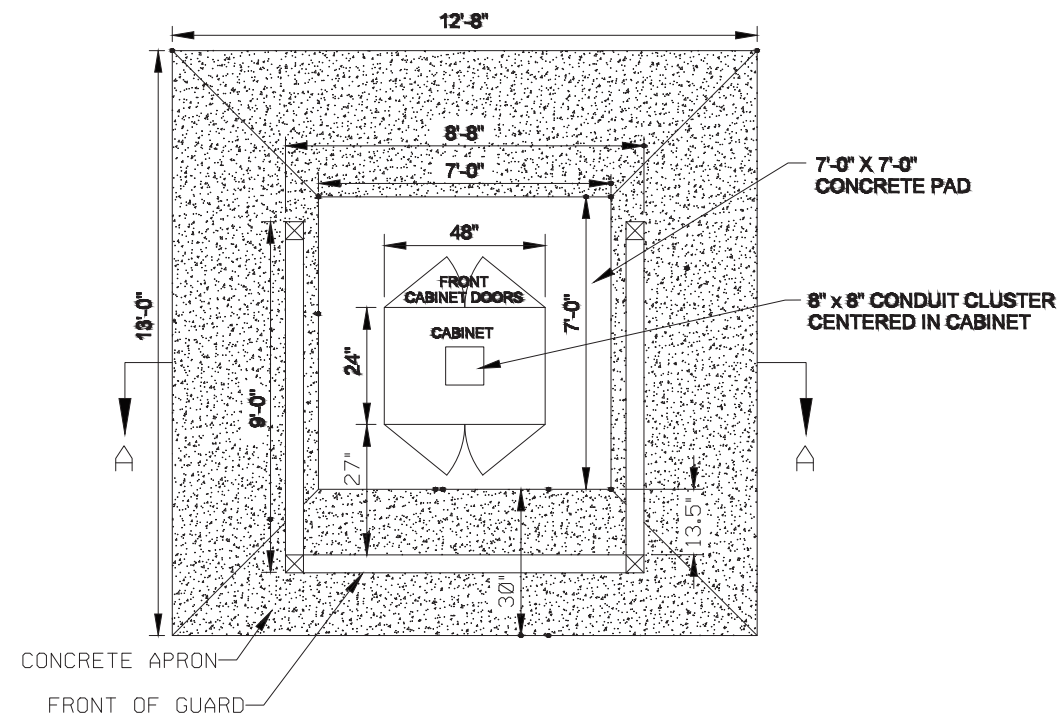 12'-8"
8'-8"
7'-0"
7'-0" X 7'-0"
CONCRETE PAD
48"
FRONT
CABINET DOORS
CABINET
8" x 8" CONDUIT CLUSTER
CENTERED IN CABINET
13'-0"
7'-0"
24"
9'-0"
A
A
27"
13.5"
30"
CONCRETE APRON
FRONT OF GUARD